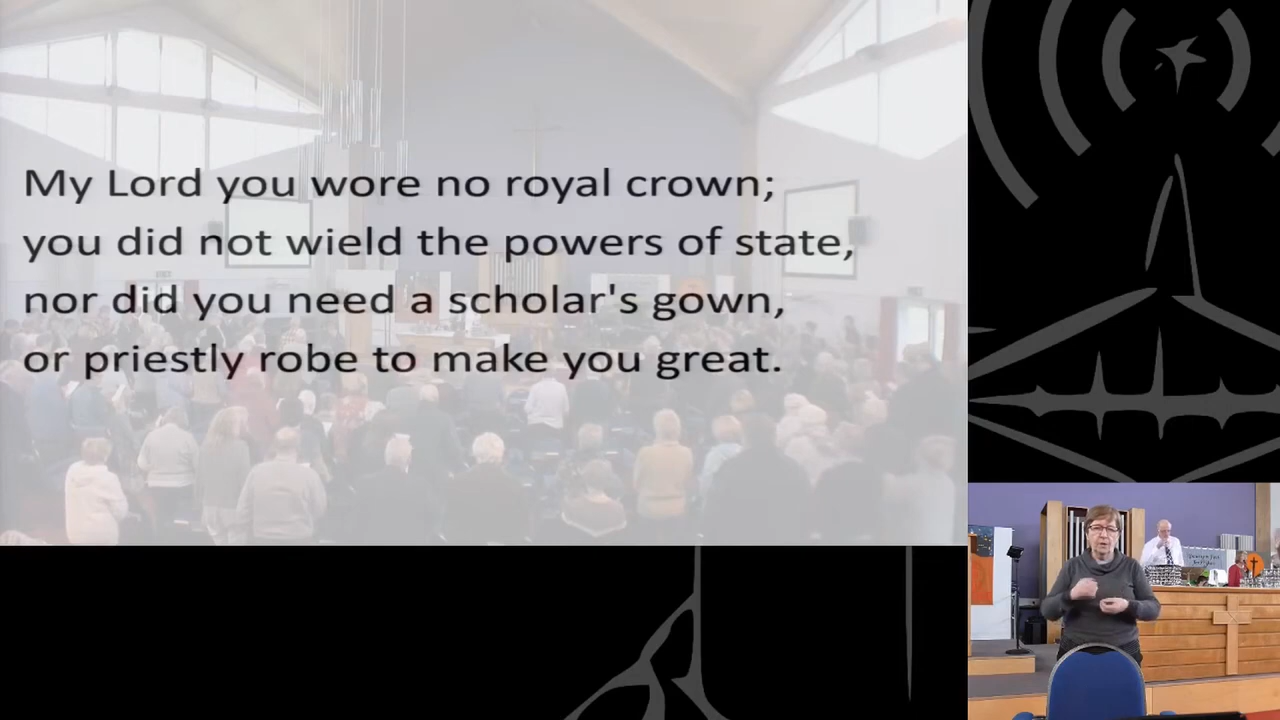 My Lord you wore no royal crown;
you did not wield the powers of state,
nor did you need a scholar's gown,
or priestly robe to make you great.